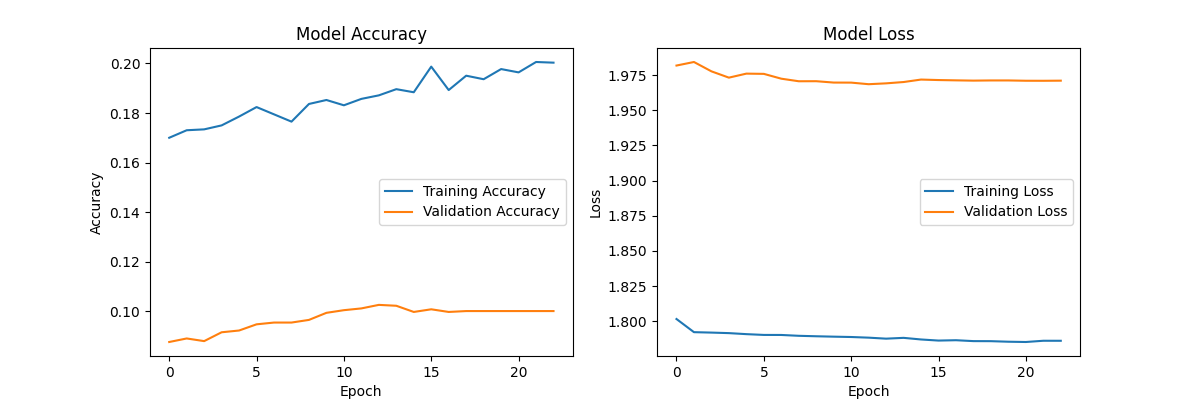 Model Accuracy
0.20
0.18
0.16
0.14
0.12
0.10
Accuracy
Training Accuracy
Validation Accuracy
0 5 10 15 20
Epoch
Model Loss
1.975
1.950
1.925
1.900
1.875
1.850
1.825
1.800
Loss
Training Loss
Validation Loss
0 5 10 15 20
Epoch